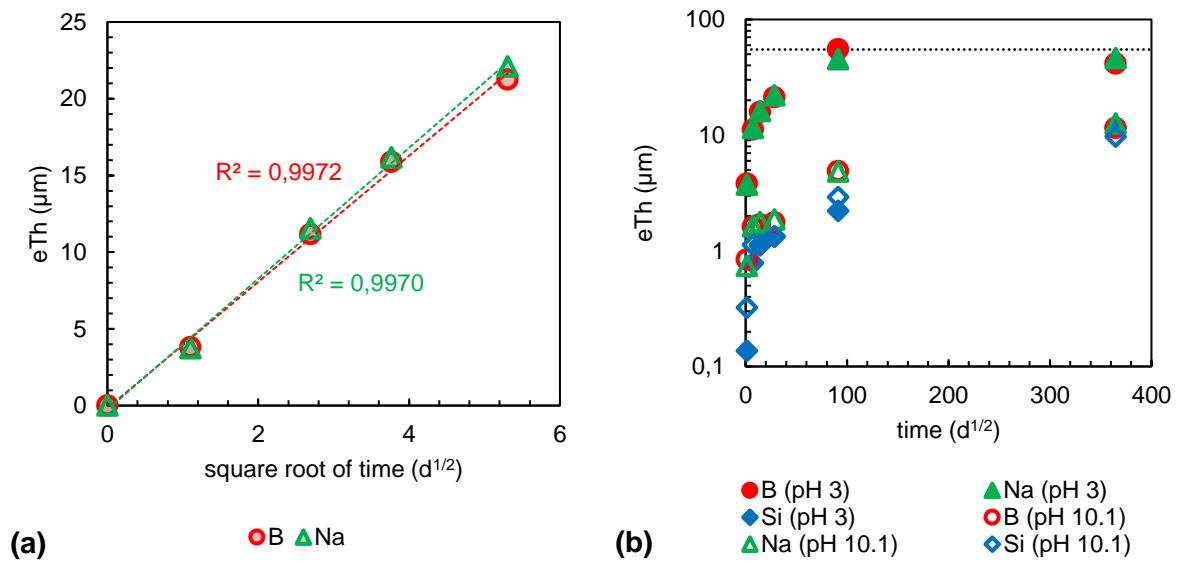 25
20
15
10
5
0
eTh (µm)
R² = 0,9972
R² = 0,9970
0 2 4 6
square root of time (d1/2)
B Na
(a)
100
10
1
0,1
eTh (µm)
0 100 200 300 400
time (d1/2)
B (pH 3) Na (pH 3)
Si (pH 3) B (pH 10.1)
Na (pH 10.1) Si (pH 10.1)
(b)